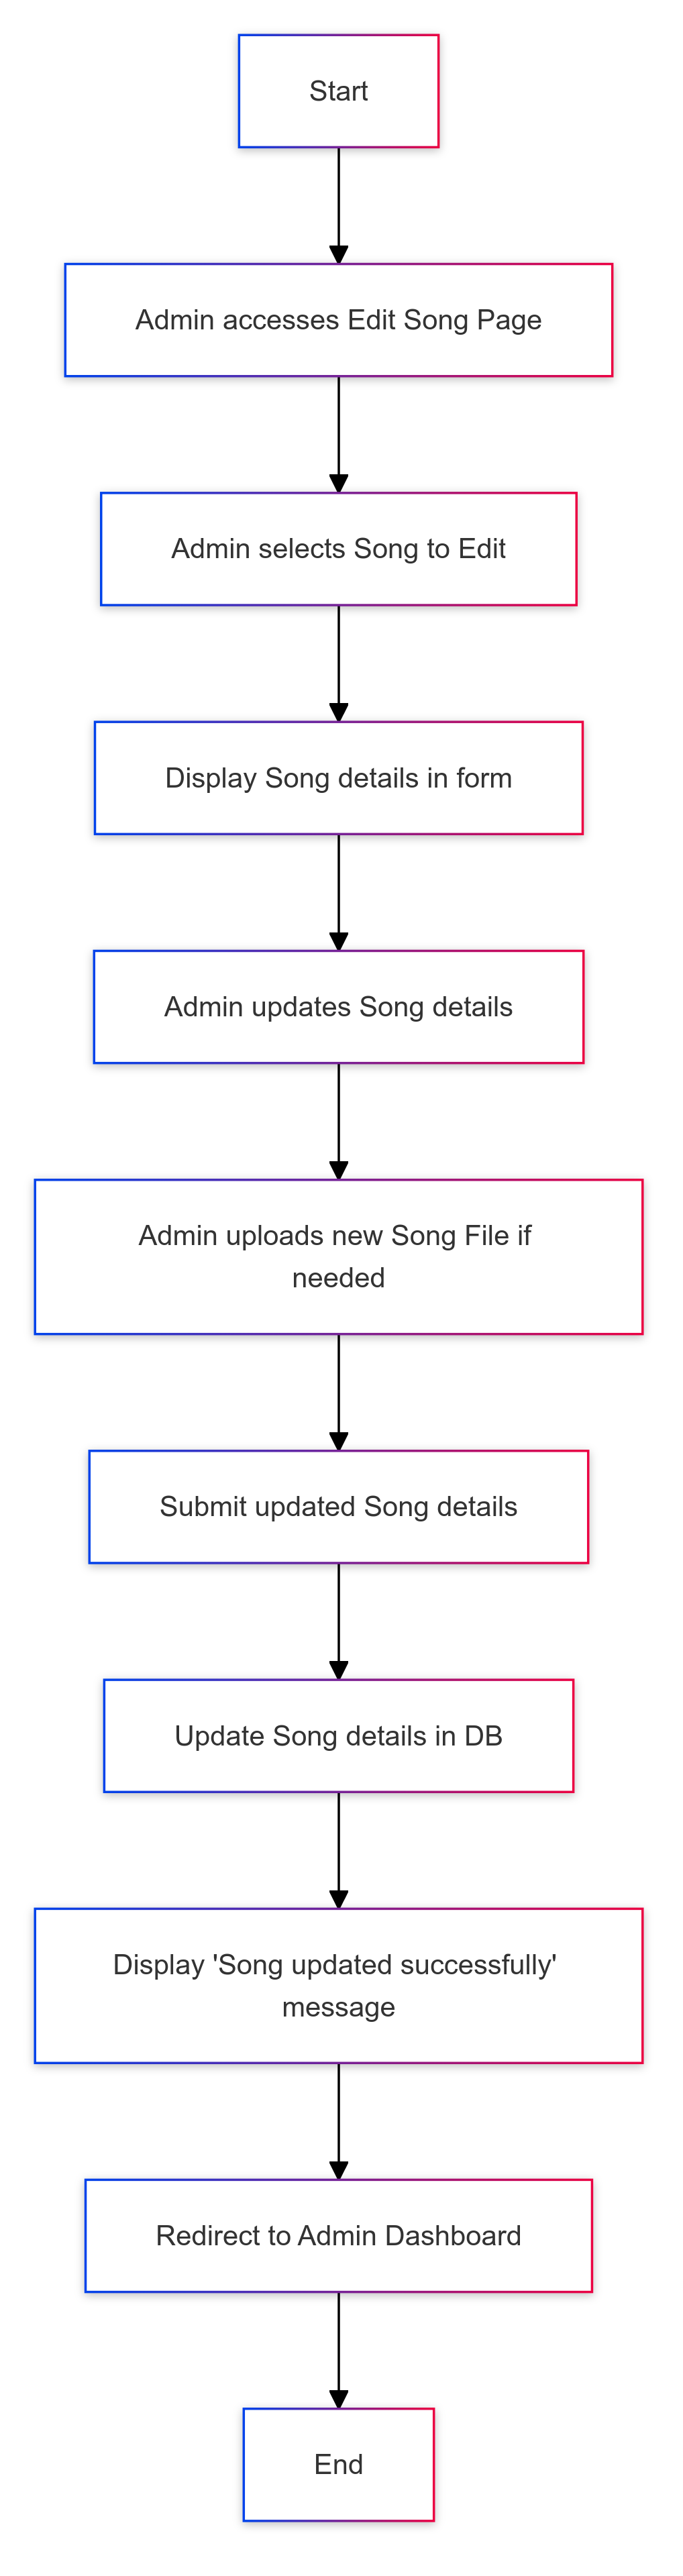 Start
Admin accesses Edit Song Page
Admin selects Song to Edit
Display Song details in form
Admin updates Song details
Admin uploads new Song File if
needed
Submit updated Song details
Update Song details in DB
Display 'Song updated successfully'
message
Redirect to Admin Dashboard
End